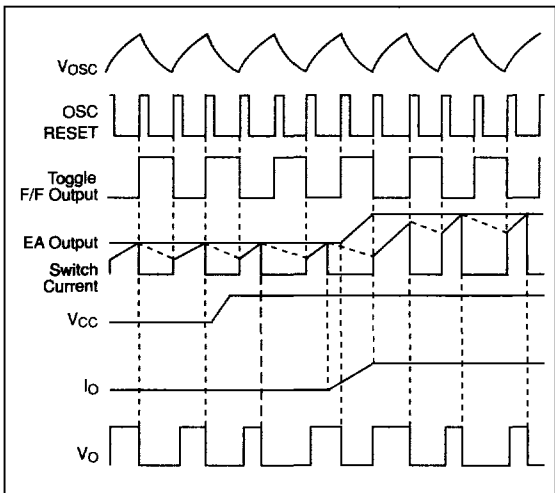 VOSC
OSC
RESET
Toggle
F/F Output
EA Output
Switch
Current
VCC
IO
VO